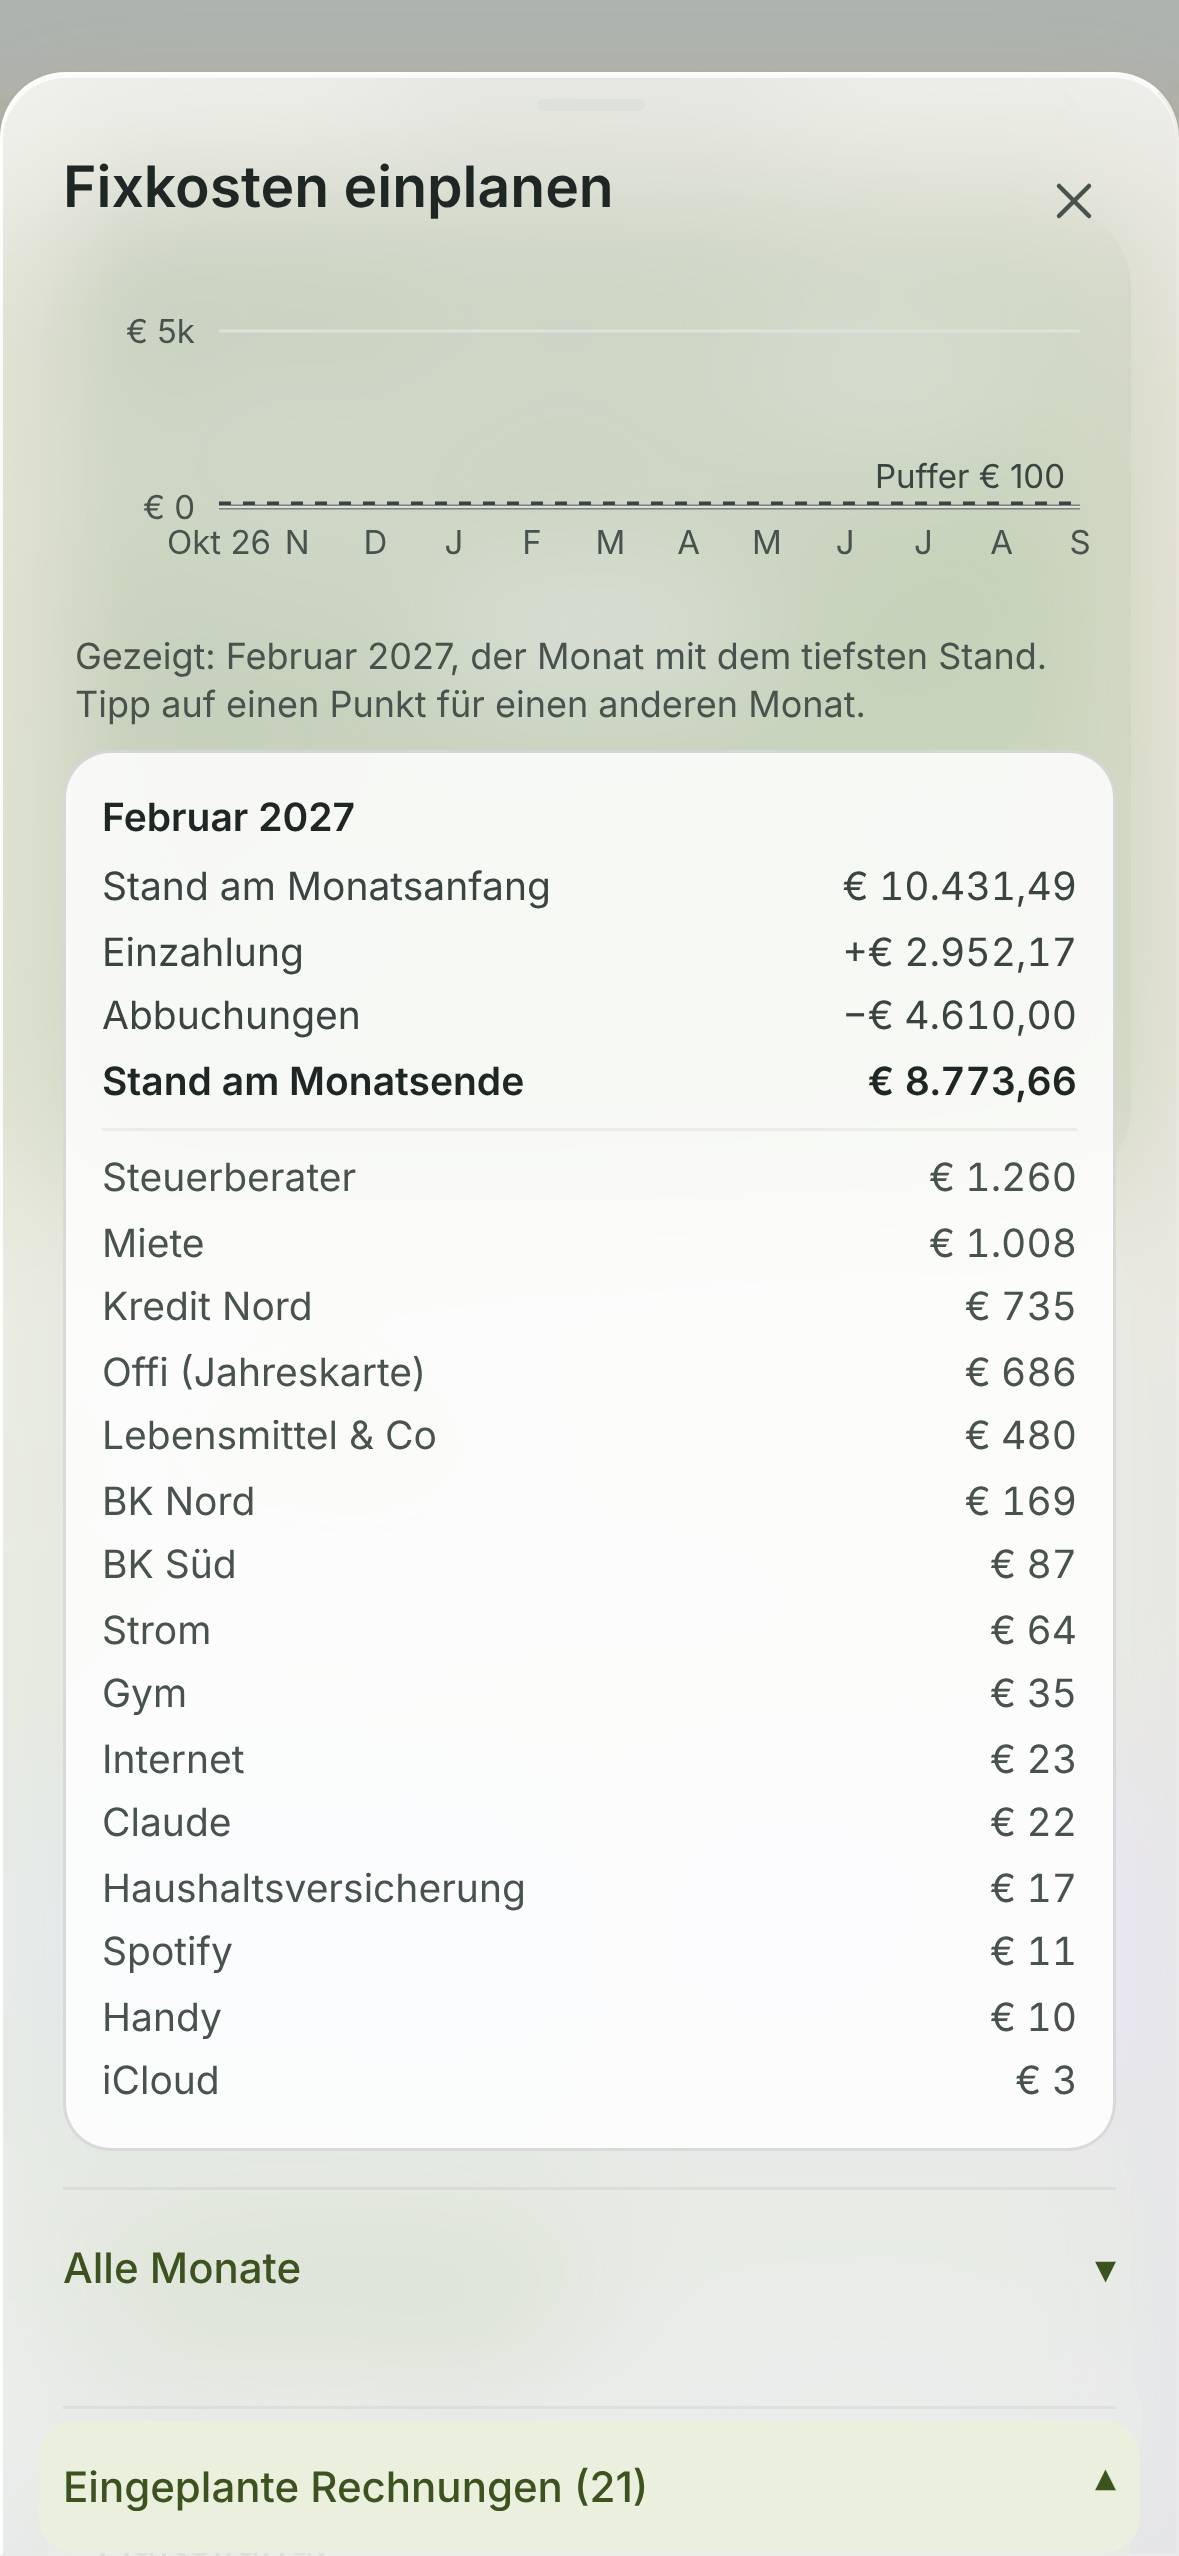 Fixkosten einplanen
€ 5k
Puffer € 100
€ 0
Okt 26 N D J F M A M J J A S
Gezeigt: Februar 2027, der Monat mit dem tiefsten Stand.
Tipp auf einen Punkt für einen anderen Monat.
Februar 2027
Stand am Monatsanfang € 10.431,49
Einzahlung +€ 2.952,17
Abbuchungen −€ 4.610,00
Stand am Monatsende € 8.773,66
Steuerberater € 1.260
Miete € 1.008
Kredit Nord € 735
Offi (Jahreskarte) € 686
Lebensmittel & Co € 480
BK Nord € 169
BK Süd € 87
Strom € 64
Gym € 35
Internet € 23
Claude € 22
Haushaltsversicherung € 17
Spotify € 11
Handy € 10
iCloud € 3
Alle Monate ▼
Eingeplante Rechnungen (21) ▲